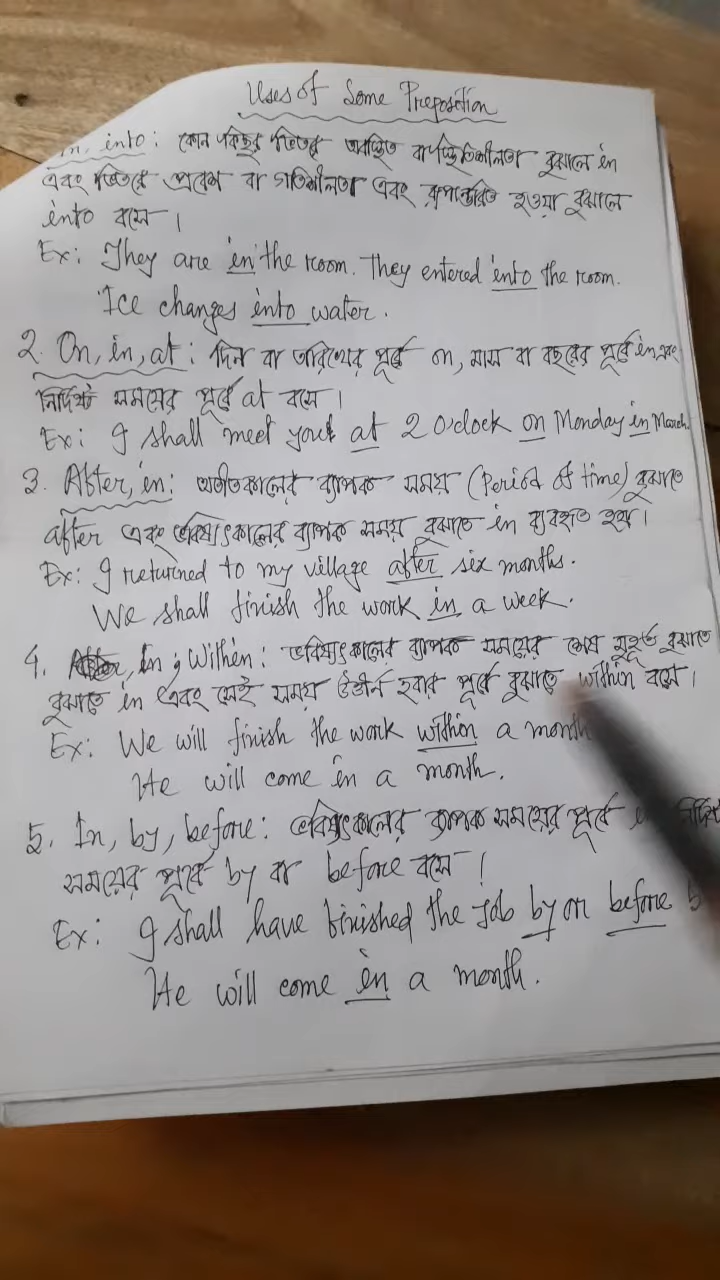 Uses of Some Preposition
in, into: কোন কিছুর ভিতর অবস্থিত বা স্থিতিশীলতা বুঝালে in
এবং ভিতরে প্রবেশ বা গতিশীলতা এবং রূপান্তরিত হওয়া বুঝালে
into বসে।
Ex: They are in the room. They entered into the room.
Ice changes into water.
2. On, in, at: দিন বা তারিখের পূর্বে on, মাস বা বছরের পূর্বে in এবং
নির্দিষ্ট সময়ের পূর্বে at বসে।
Ex: I shall meet you at 2 O'clock on Monday in March.
3. After, in: অতীতকালের ব্যাপক সময় (Period of time) বুঝাতে
after এবং ভবিষ্যৎকালের ব্যাপক সময় বুঝাতে in ব্যবহৃত হয়।
Ex: I returned to my village after six months.
We shall finish the work in a week.
4. In, Within: ভবিষ্যৎকালের ব্যাপক সময়ের শেষ মুহূর্ত বুঝাতে
বুঝাতে in এবং সেই সময় উত্তীর্ন হবার পূর্বে বুঝাতে within বসে।
Ex: We will finish the work within a month
He will come in a month.
5. In, by, before: ভবিষ্যৎকালের ব্যাপক সময়ের পূর্বে
সময়ের পূর্বে by বা before বসে।
Ex: I shall have finished the job by or before
He will come in a month.